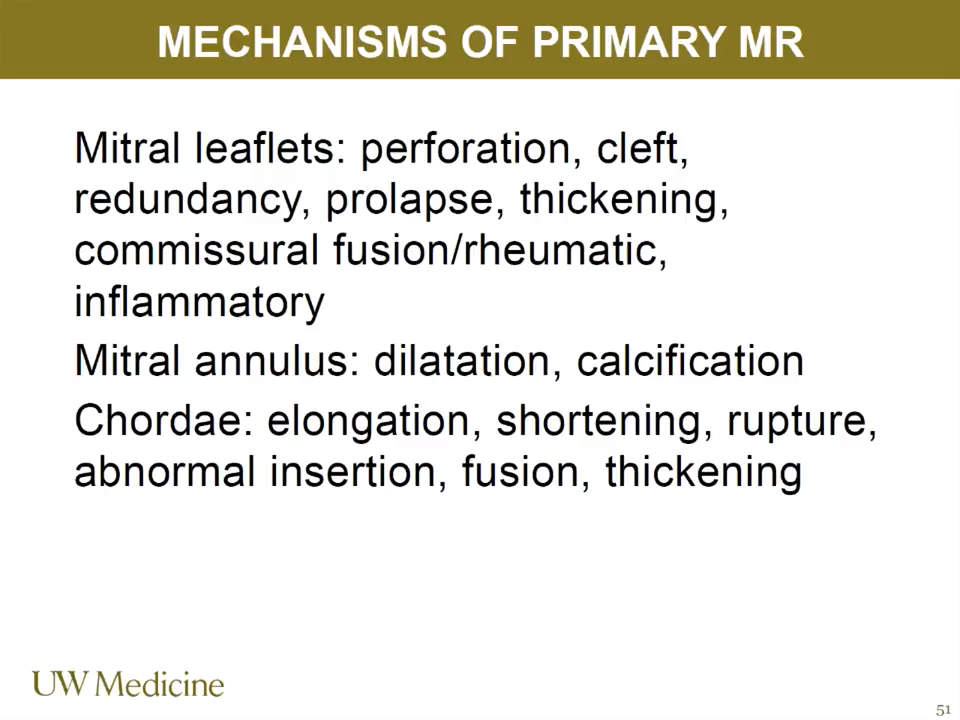 MECHANISMS OF PRIMARY MR
Mitral leaflets: perforation, cleft,
redundancy, prolapse, thickening,
commissural fusion/rheumatic,
inflammatory
Mitral annulus: dilatation, calcification
Chordae: elongation, shortening, rupture,
abnormal insertion, fusion, thickening
UW Medicine
51